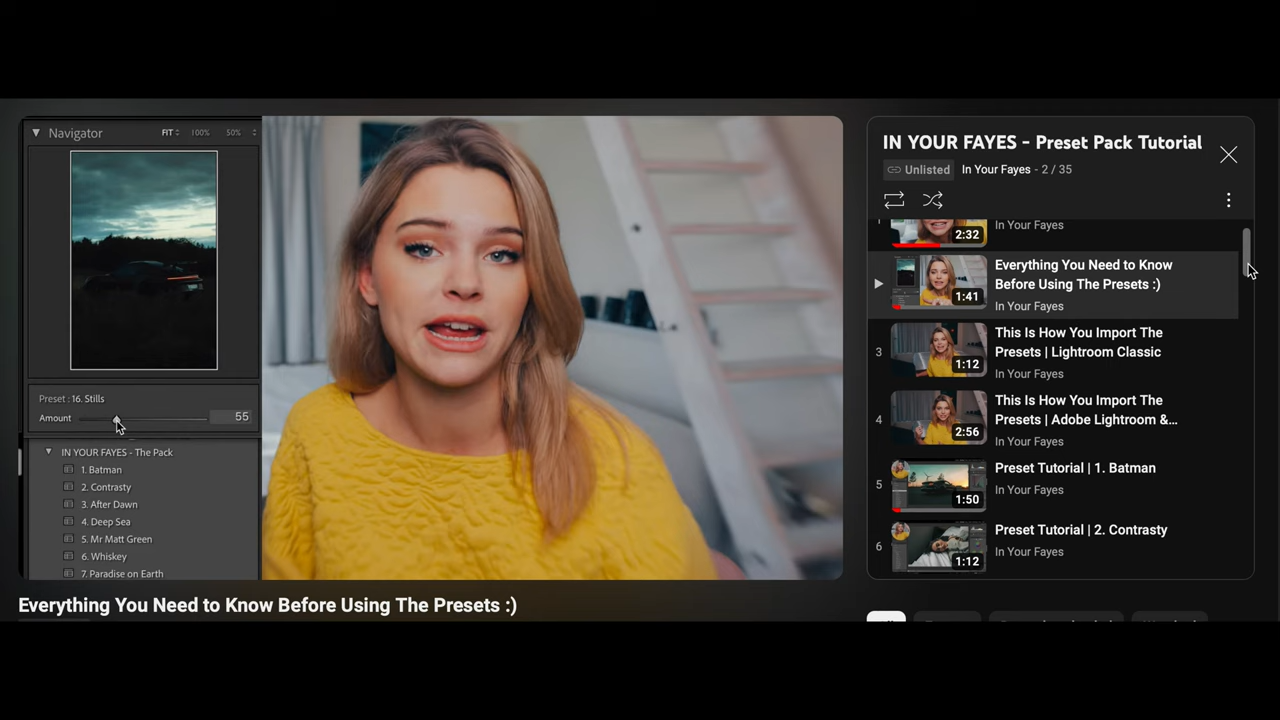 Navigator
FIT 100% 50%
Preset : 16. Stills
Amount 55
IN YOUR FAYES - The Pack
1. Batman
2. Contrasty
3. After Dawn
4. Deep Sea
5. Mr Matt Green
6. Whiskey
7. Paradise on Earth
Everything You Need to Know Before Using The Presets :)
IN YOUR FAYES - Preset Pack Tutorial
Unlisted In Your Fayes - 2 / 35
In Your Fayes
2:32
Everything You Need to Know
Before Using The Presets :)
In Your Fayes
1:41
3
This Is How You Import The
Presets | Lightroom Classic
In Your Fayes
1:12
4
This Is How You Import The
Presets | Adobe Lightroom &...
In Your Fayes
2:56
5
Preset Tutorial | 1. Batman
In Your Fayes
1:50
6
Preset Tutorial | 2. Contrasty
In Your Fayes
1:12